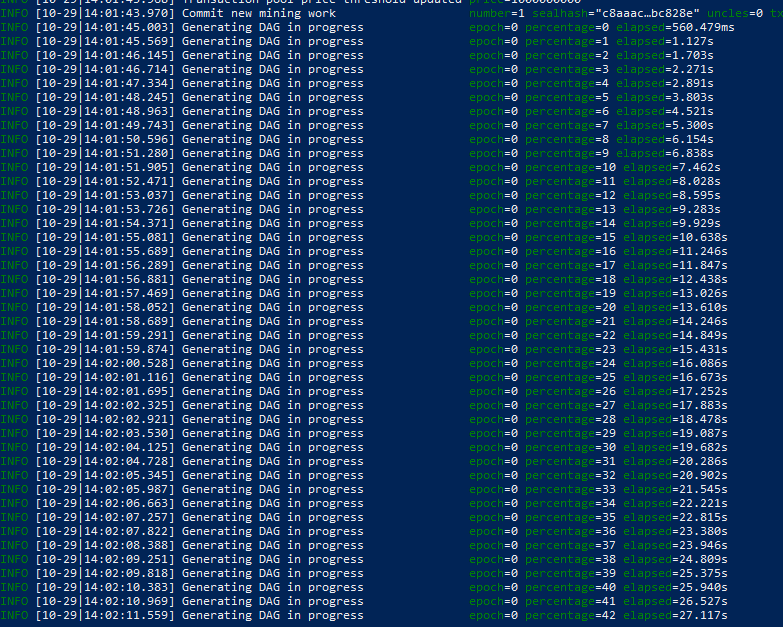 INFO [10-29|14:01:43.968] Transaction pool price threshold updated price=1000000000
INFO [10-29|14:01:43.970] Commit new mining work number=1 sealhash="c8aaac…bc828e" uncles=0 tx
INFO [10-29|14:01:45.003] Generating DAG in progress epoch=0 percentage=0 elapsed=560.479ms
INFO [10-29|14:01:45.569] Generating DAG in progress epoch=0 percentage=1 elapsed=1.127s
INFO [10-29|14:01:46.145] Generating DAG in progress epoch=0 percentage=2 elapsed=1.703s
INFO [10-29|14:01:46.714] Generating DAG in progress epoch=0 percentage=3 elapsed=2.271s
INFO [10-29|14:01:47.334] Generating DAG in progress epoch=0 percentage=4 elapsed=2.891s
INFO [10-29|14:01:48.245] Generating DAG in progress epoch=0 percentage=5 elapsed=3.803s
INFO [10-29|14:01:48.963] Generating DAG in progress epoch=0 percentage=6 elapsed=4.521s
INFO [10-29|14:01:49.743] Generating DAG in progress epoch=0 percentage=7 elapsed=5.300s
INFO [10-29|14:01:50.596] Generating DAG in progress epoch=0 percentage=8 elapsed=6.154s
INFO [10-29|14:01:51.280] Generating DAG in progress epoch=0 percentage=9 elapsed=6.838s
INFO [10-29|14:01:51.905] Generating DAG in progress epoch=0 percentage=10 elapsed=7.462s
INFO [10-29|14:01:52.471] Generating DAG in progress epoch=0 percentage=11 elapsed=8.028s
INFO [10-29|14:01:53.037] Generating DAG in progress epoch=0 percentage=12 elapsed=8.595s
INFO [10-29|14:01:53.726] Generating DAG in progress epoch=0 percentage=13 elapsed=9.283s
INFO [10-29|14:01:54.371] Generating DAG in progress epoch=0 percentage=14 elapsed=9.929s
INFO [10-29|14:01:55.081] Generating DAG in progress epoch=0 percentage=15 elapsed=10.638s
INFO [10-29|14:01:55.689] Generating DAG in progress epoch=0 percentage=16 elapsed=11.246s
INFO [10-29|14:01:56.289] Generating DAG in progress epoch=0 percentage=17 elapsed=11.847s
INFO [10-29|14:01:56.881] Generating DAG in progress epoch=0 percentage=18 elapsed=12.438s
INFO [10-29|14:01:57.469] Generating DAG in progress epoch=0 percentage=19 elapsed=13.026s
INFO [10-29|14:01:58.052] Generating DAG in progress epoch=0 percentage=20 elapsed=13.610s
INFO [10-29|14:01:58.689] Generating DAG in progress epoch=0 percentage=21 elapsed=14.246s
INFO [10-29|14:01:59.291] Generating DAG in progress epoch=0 percentage=22 elapsed=14.849s
INFO [10-29|14:01:59.874] Generating DAG in progress epoch=0 percentage=23 elapsed=15.431s
INFO [10-29|14:02:00.528] Generating DAG in progress epoch=0 percentage=24 elapsed=16.086s
INFO [10-29|14:02:01.116] Generating DAG in progress epoch=0 percentage=25 elapsed=16.673s
INFO [10-29|14:02:01.695] Generating DAG in progress epoch=0 percentage=26 elapsed=17.252s
INFO [10-29|14:02:02.325] Generating DAG in progress epoch=0 percentage=27 elapsed=17.883s
INFO [10-29|14:02:02.921] Generating DAG in progress epoch=0 percentage=28 elapsed=18.478s
INFO [10-29|14:02:03.530] Generating DAG in progress epoch=0 percentage=29 elapsed=19.087s
INFO [10-29|14:02:04.125] Generating DAG in progress epoch=0 percentage=30 elapsed=19.682s
INFO [10-29|14:02:04.728] Generating DAG in progress epoch=0 percentage=31 elapsed=20.286s
INFO [10-29|14:02:05.345] Generating DAG in progress epoch=0 percentage=32 elapsed=20.902s
INFO [10-29|14:02:05.987] Generating DAG in progress epoch=0 percentage=33 elapsed=21.545s
INFO [10-29|14:02:06.663] Generating DAG in progress epoch=0 percentage=34 elapsed=22.221s
INFO [10-29|14:02:07.257] Generating DAG in progress epoch=0 percentage=35 elapsed=22.815s
INFO [10-29|14:02:07.822] Generating DAG in progress epoch=0 percentage=36 elapsed=23.380s
INFO [10-29|14:02:08.388] Generating DAG in progress epoch=0 percentage=37 elapsed=23.946s
INFO [10-29|14:02:09.251] Generating DAG in progress epoch=0 percentage=38 elapsed=24.809s
INFO [10-29|14:02:09.818] Generating DAG in progress epoch=0 percentage=39 elapsed=25.375s
INFO [10-29|14:02:10.383] Generating DAG in progress epoch=0 percentage=40 elapsed=25.940s
INFO [10-29|14:02:10.969] Generating DAG in progress epoch=0 percentage=41 elapsed=26.527s
INFO [10-29|14:02:11.559] Generating DAG in progress epoch=0 percentage=42 elapsed=27.117s